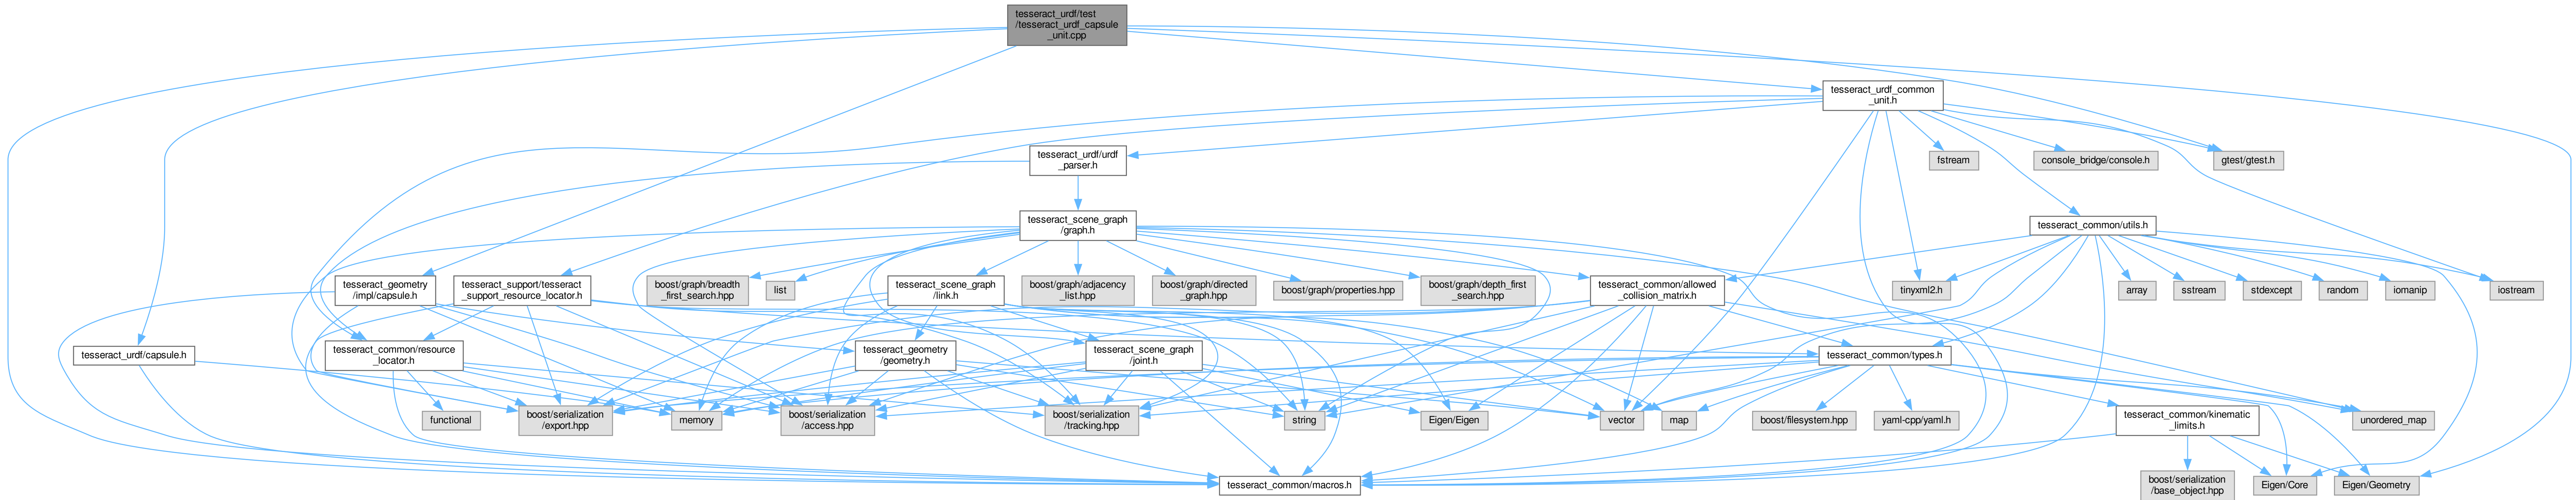 tesseract_urdf/test
/tesseract_urdf_capsule
_unit.cpp
tesseract_urdf_common
_unit.h
tesseract_urdf/urdf
_parser.h
fstream
console_bridge/console.h
gtest/gtest.h
tesseract_scene_graph
/graph.h
tesseract_common/utils.h
tesseract_geometry
/impl/capsule.h
tesseract_support/tesseract
_support_resource_locator.h
boost/graph/breadth
_first_search.hpp
list
tesseract_scene_graph
/link.h
boost/graph/adjacency
_list.hpp
boost/graph/directed
_graph.hpp
boost/graph/properties.hpp
boost/graph/depth_first
_search.hpp
tesseract_common/allowed
_collision_matrix.h
tinyxml2.h
array
sstream
stdexcept
random
iomanip
iostream
tesseract_urdf/capsule.h
tesseract_common/resource
_locator.h
tesseract_geometry
/geometry.h
tesseract_scene_graph
/joint.h
tesseract_common/types.h
functional
boost/serialization
/export.hpp
memory
boost/serialization
/access.hpp
boost/serialization
/tracking.hpp
string
Eigen/Eigen
vector
map
boost/filesystem.hpp
yaml-cpp/yaml.h
tesseract_common/kinematic
_limits.h
unordered_map
tesseract_common/macros.h
boost/serialization
/base_object.hpp
Eigen/Core
Eigen/Geometry